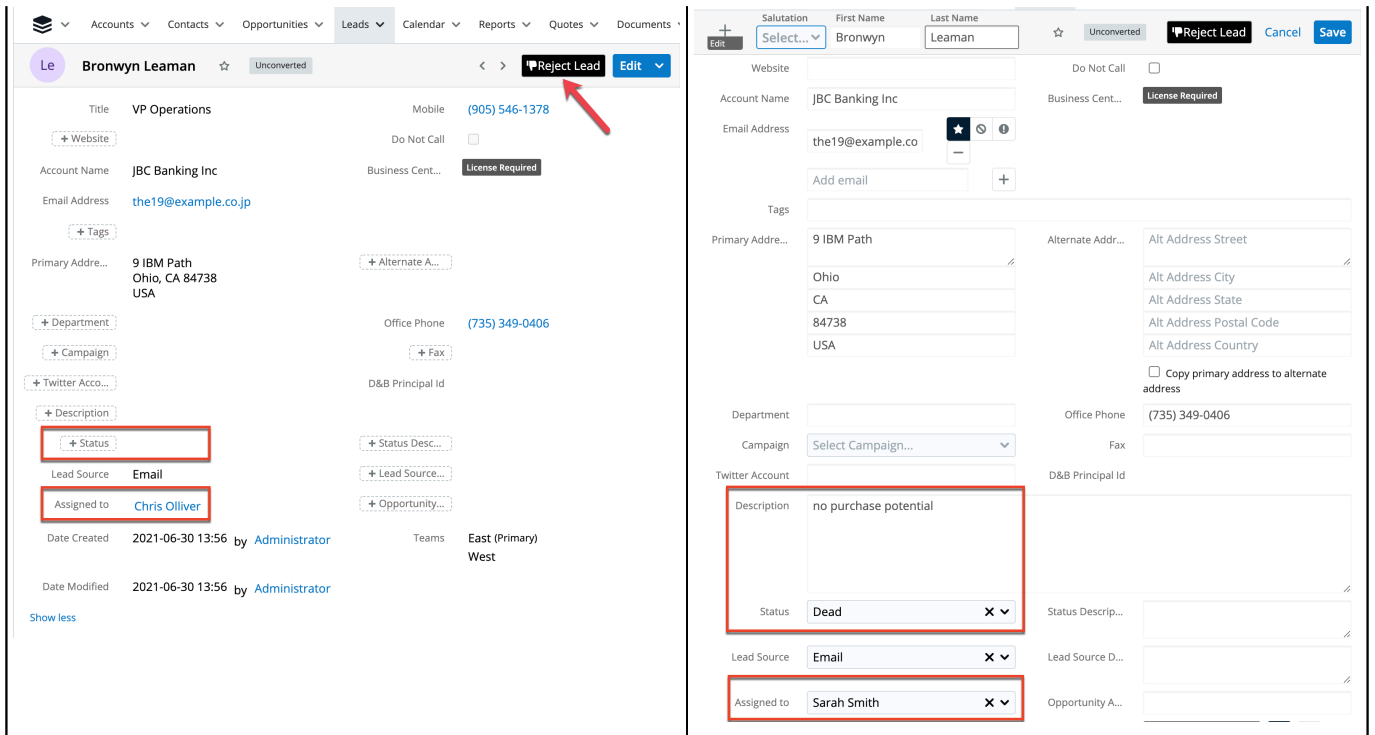 Accounts Contacts Opportunities Leads Calendar Reports Quotes Documents
Le Bronwyn Leaman Unconverted Reject Lead Edit
Title VP Operations Mobile (905) 546-1378
+ Website Do Not Call
Account Name JBC Banking Inc Business Cent... License Required
Email Address the19@example.co.jp
+ Tags
Primary Addre... 9 IBM Path + Alternate A...
Ohio, CA 84738
USA
+ Department Office Phone (735) 349-0406
+ Campaign + Fax
+ Twitter Acco... D&B Principal Id
+ Description
+ Status + Status Desc...
Lead Source Email + Lead Source...
Assigned to Chris Olliver + Opportunity...
Date Created 2021-06-30 13:56 by Administrator Teams East (Primary)
West
Date Modified 2021-06-30 13:56 by Administrator
Show less
Salutation First Name Last Name
Edit Select... Bronwyn Leaman Unconverted Reject Lead Cancel Save
Website Do Not Call
Account Name JBC Banking Inc Business Cent... License Required
Email Address the19@example.co
Add email
Tags
Primary Addre... 9 IBM Path Alternate Addr... Alt Address Street
Ohio Alt Address City
CA Alt Address State
84738 Alt Address Postal Code
USA Alt Address Country
Copy primary address to alternate
address
Department Office Phone (735) 349-0406
Campaign Select Campaign... Fax
Twitter Account D&B Principal Id
Description no purchase potential
Status Dead Status Descrip...
Lead Source Email Lead Source D...
Assigned to Sarah Smith Opportunity A...